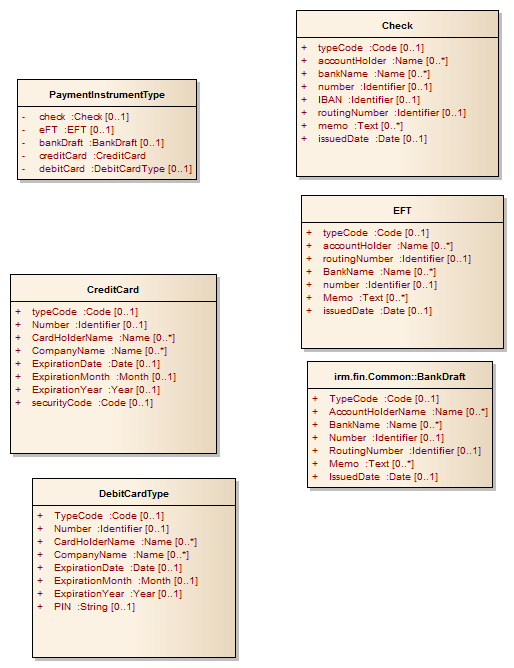 PaymentInstrumentType
- check :Check [0..1]
- eFT :EFT [0..1]
- bankDraft :BankDraft [0..1]
- creditCard :CreditCard
- debitCard :DebitCardType [0..1]
Check
+ typeCode :Code [0..1]
+ accountHolder :Name [0..*]
+ bankName :Name [0..*]
+ number :Identifier [0..1]
+ IBAN :Identifier [0..1]
+ routingNumber :Identifier [0..1]
+ memo :Text [0..*]
+ issuedDate :Date [0..1]
EFT
+ typeCode :Code [0..1]
+ accountHolder :Name [0..*]
+ routingNumber :Identifier [0..1]
+ BankName :Name [0..*]
+ number :Identifier [0..1]
+ Memo :Text [0..*]
+ issuedDate :Date [0..1]
CreditCard
+ typeCode :Code [0..1]
+ Number :Identifier [0..1]
+ CardHolderName :Name [0..*]
+ CompanyName :Name [0..*]
+ ExpirationDate :Date [0..1]
+ ExpirationMonth :Month [0..1]
+ ExpirationYear :Year [0..1]
+ securityCode :Code [0..1]
irm.fin.Common::BankDraft
+ TypeCode :Code [0..1]
+ AccountHolderName :Name [0..*]
+ BankName :Name [0..*]
+ Number :Identifier [0..1]
+ RoutingNumber :Identifier [0..1]
+ Memo :Text [0..*]
+ IssuedDate :Date [0..1]
DebitCardType
+ TypeCode :Code [0..1]
+ Number :Identifier [0..1]
+ CardHolderName :Name [0..*]
+ CompanyName :Name [0..*]
+ ExpirationDate :Date [0..1]
+ ExpirationMonth :Month [0..1]
+ ExpirationYear :Year [0..1]
+ PIN :String [0..1]